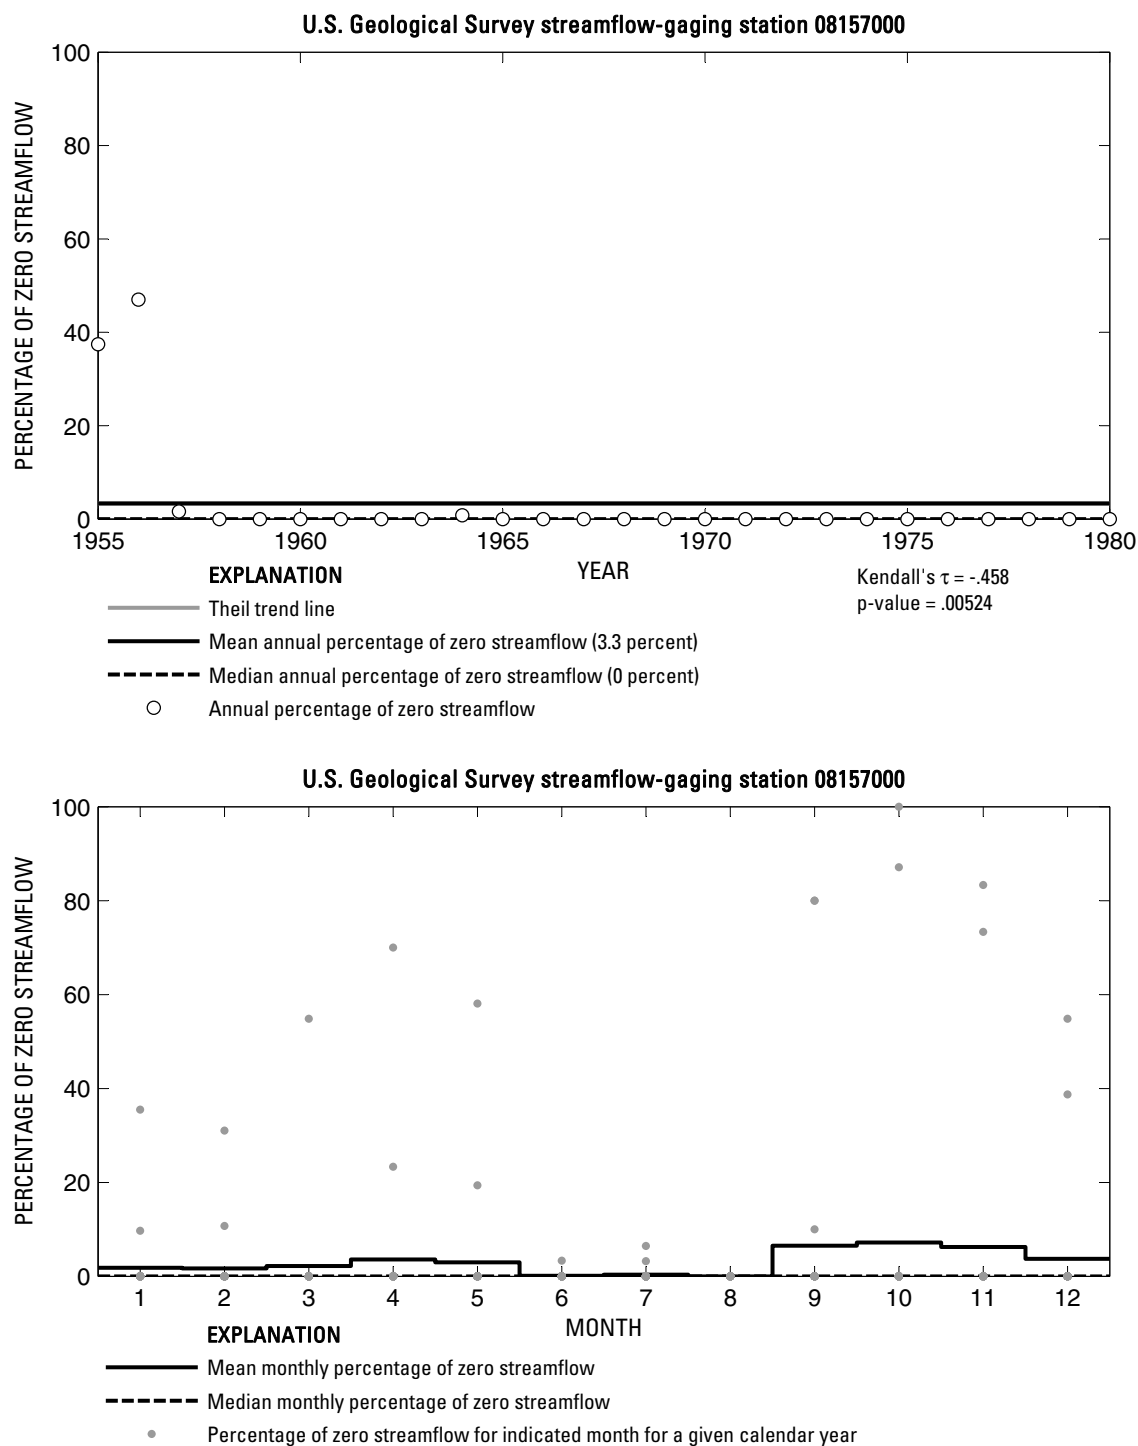 U.S. Geological Survey streamflow-gaging station 08157000
PERCENTAGE OF ZERO STREAMFLOW
100
80
60
40
20
0
1955 1960 1965 1970 1975 1980
YEAR
Kendall's τ = -.458
p-value = .00524
EXPLANATION
Theil trend line
Mean annual percentage of zero streamflow (3.3 percent)
Median annual percentage of zero streamflow (0 percent)
Annual percentage of zero streamflow
U.S. Geological Survey streamflow-gaging station 08157000
PERCENTAGE OF ZERO STREAMFLOW
100
80
60
40
20
0
1 2 3 4 5 6 7 8 9 10 11 12
MONTH
EXPLANATION
Mean monthly percentage of zero streamflow
Median monthly percentage of zero streamflow
Percentage of zero streamflow for indicated month for a given calendar year